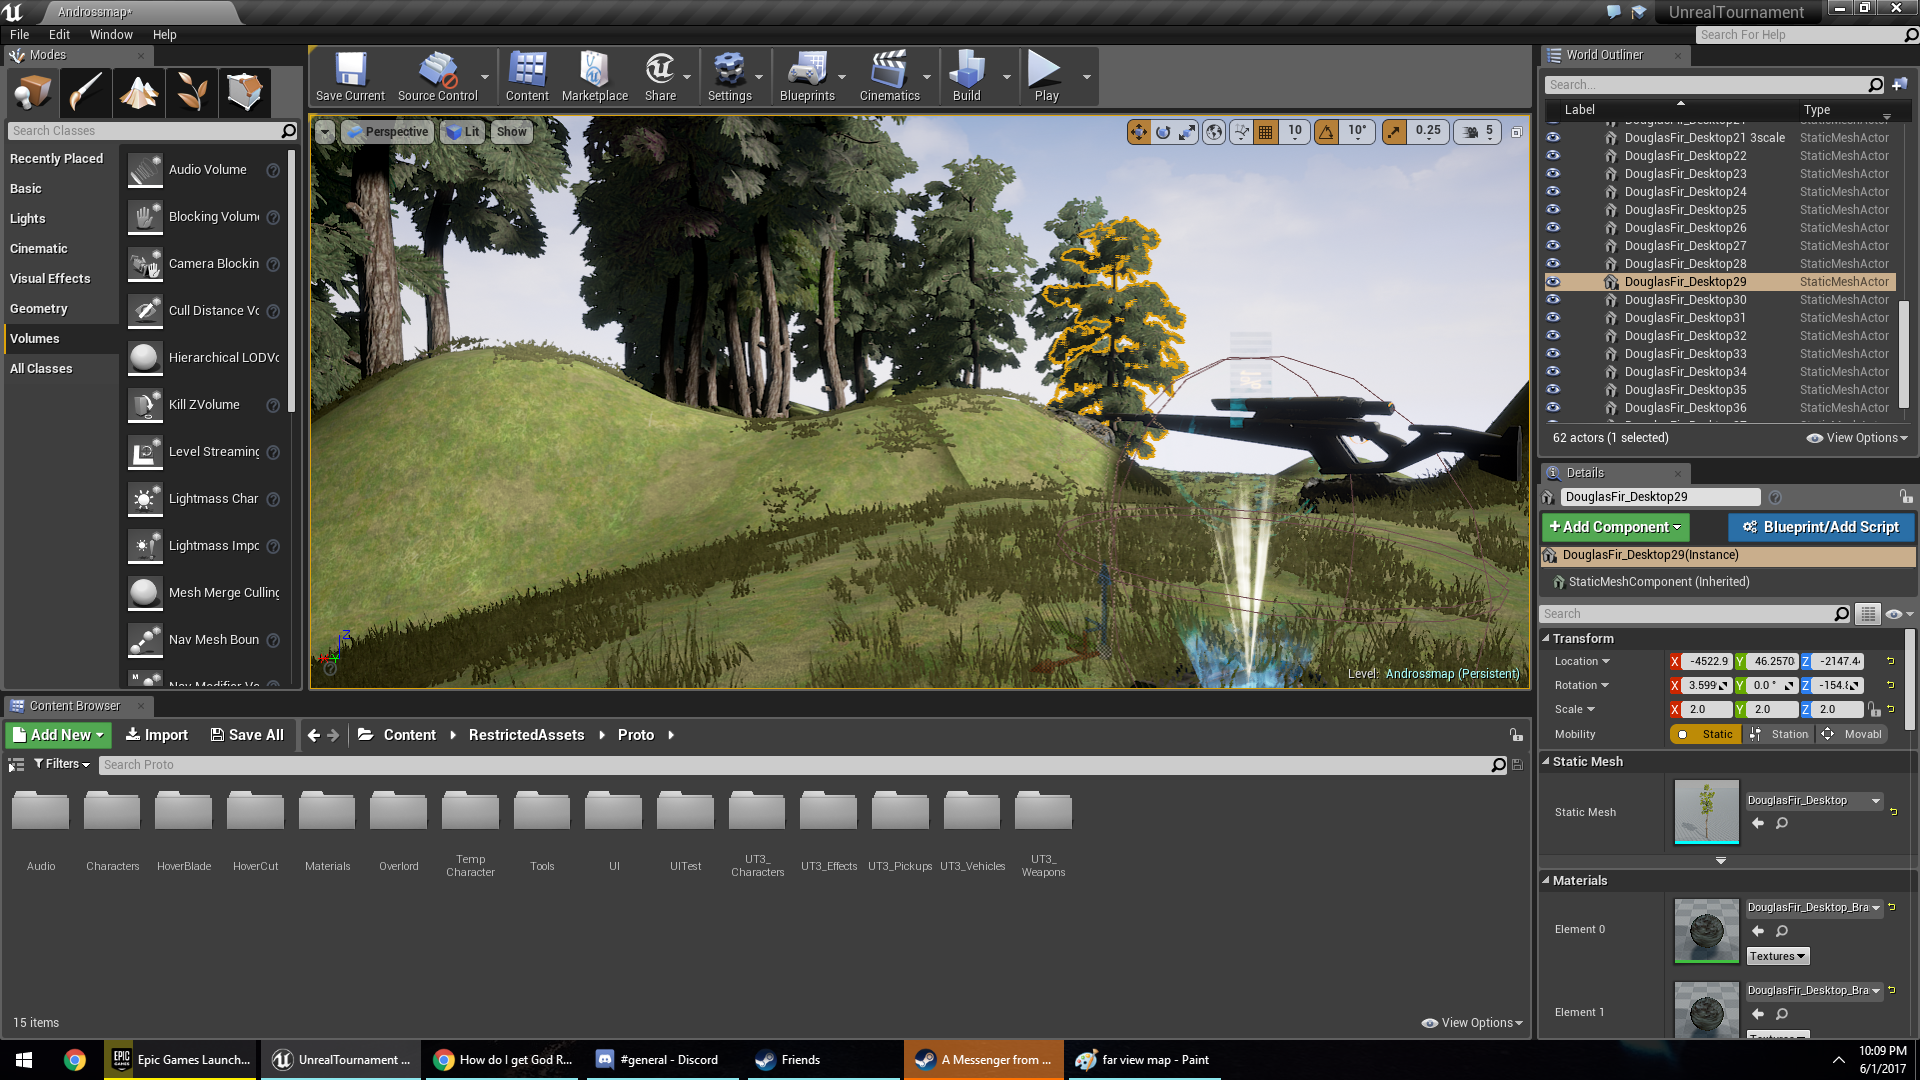 Androssmap*
UnrealTournament
File Edit Window Help
Search For Help
Modes
Search Classes
Recently Placed
Basic
Lights
Cinematic
Visual Effects
Geometry
Volumes
All Classes
Audio Volume
Blocking Volum
Camera Blockin
Cull Distance Vo
Hierarchical LODVo
Kill ZVolume
Level Streaming
Lightmass Char
Lightmass Impo
Mesh Merge Culling
Nav Mesh Boun
Save Current
Source Control
Content
Marketplace
Share
Settings
Blueprints
Cinematics
Build
Play
Perspective
Lit
Show
10
10°
0.25
5
Z
Level: Androssmap (Persistent)
World Outliner
Search...
Label Type
DouglasFir_Desktop21 3scale StaticMeshActor
DouglasFir_Desktop22 StaticMeshActor
DouglasFir_Desktop23 StaticMeshActor
DouglasFir_Desktop24 StaticMeshActor
DouglasFir_Desktop25 StaticMeshActor
DouglasFir_Desktop26 StaticMeshActor
DouglasFir_Desktop27 StaticMeshActor
DouglasFir_Desktop28 StaticMeshActor
DouglasFir_Desktop29 StaticMeshActor
DouglasFir_Desktop30 StaticMeshActor
DouglasFir_Desktop31 StaticMeshActor
DouglasFir_Desktop32 StaticMeshActor
DouglasFir_Desktop33 StaticMeshActor
DouglasFir_Desktop34 StaticMeshActor
DouglasFir_Desktop35 StaticMeshActor
DouglasFir_Desktop36 StaticMeshActor
62 actors (1 selected)
View Options
Details
DouglasFir_Desktop29
+Add Component
Blueprint/Add Script
DouglasFir_Desktop29(Instance)
StaticMeshComponent (Inherited)
Search
Transform
Location X -4522.9 Y 46.2570 Z -2147.4
Rotation X 3.599 Y 0.0 ° Z -154.8
Scale X 2.0 Y 2.0 Z 2.0
Mobility Static Station Movabl
Static Mesh
Static Mesh
DouglasFir_Desktop
Materials
Element 0
DouglasFir_Desktop_Bra
Textures
Element 1
DouglasFir_Desktop_Bra
Content Browser
Add New
Import
Save All
Content
RestrictedAssets
Proto
Filters
Search Proto
Audio
Characters
HoverBlade
HoverCut
Materials
Overlord
Temp
Character
Tools
UI
UITest
UT3_
Characters
UT3_Effects
UT3_Pickups
UT3_Vehicles
UT3_
Weapons
15 items
View Options
Epic Games Launch...
UnrealTournament ...
How do I get God R...
#general - Discord
Friends
A Messenger from ...
far view map - Paint
10:09 PM
6/1/2017